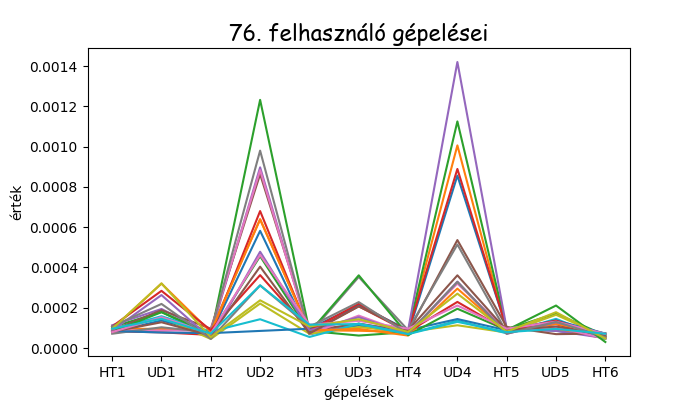 76. felhasználó gépelései
0.0014
0.0012
0.0010
0.0008
0.0006
0.0004
0.0002
0.0000
érték
HT1 UD1 HT2 UD2 HT3 UD3 HT4 UD4 HT5 UD5 HT6
gépelések